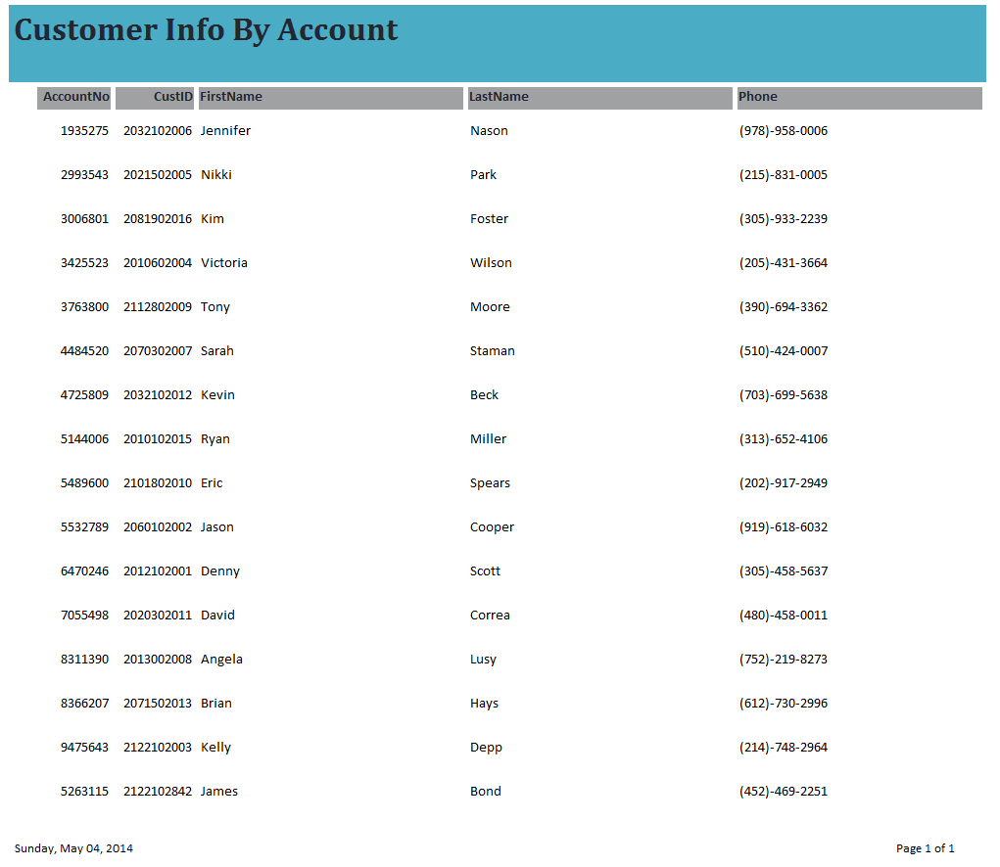 Customer Info By Account
AccountNo CustID FirstName LastName Phone
1935275 2032102006 Jennifer Nason (978)-958-0006
2993543 2021502005 Nikki Park (215)-831-0005
3006801 2081902016 Kim Foster (305)-933-2239
3425523 2010602004 Victoria Wilson (205)-431-3664
3763800 2112802009 Tony Moore (390)-694-3362
4484520 2070302007 Sarah Staman (510)-424-0007
4725809 2032102012 Kevin Beck (703)-699-5638
5144006 2010102015 Ryan Miller (313)-652-4106
5489600 2101802010 Eric Spears (202)-917-2949
5532789 2060102002 Jason Cooper (919)-618-6032
6470246 2012102001 Denny Scott (305)-458-5637
7055498 2020302011 David Correa (480)-458-0011
8311390 2013002008 Angela Lusy (752)-219-8273
8366207 2071502013 Brian Hays (612)-730-2996
9475643 2122102003 Kelly Depp (214)-748-2964
5263115 2122102842 James Bond (452)-469-2251
Sunday, May 04, 2014 Page 1 of 1